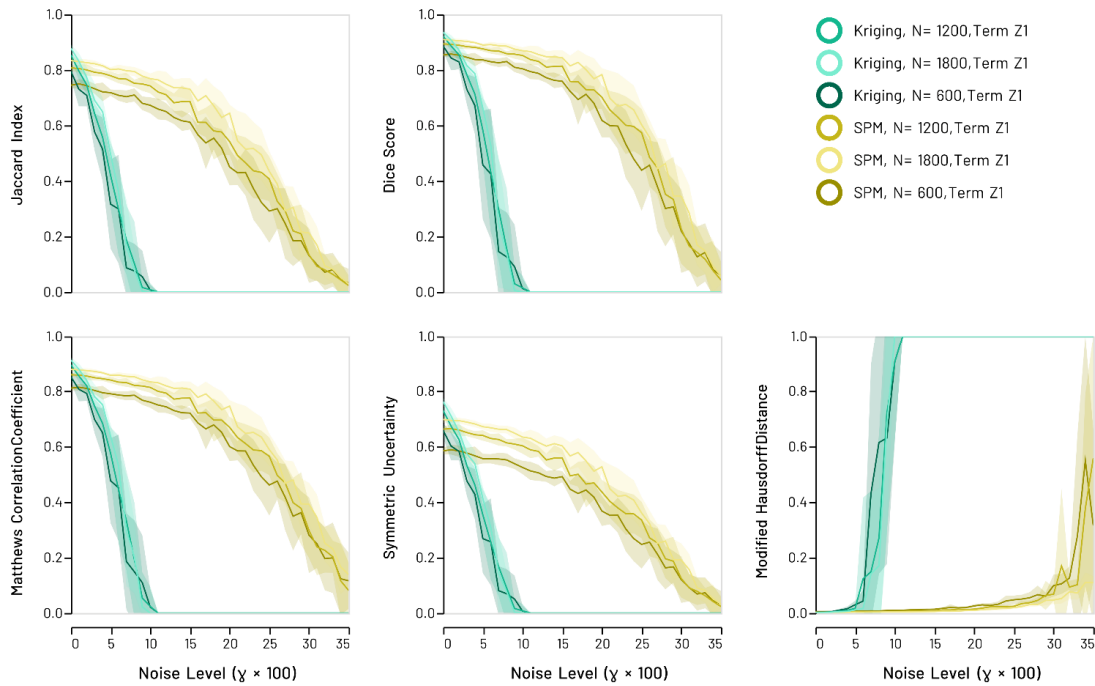 1.0
0.8
0.6
0.4
0.2
0.0
Jaccard Index
1.0
0.8
0.6
0.4
0.2
0.0
Dice Score
Kriging, N= 1200,Term Z1
Kriging, N= 1800,Term Z1
Kriging, N= 600,Term Z1
SPM, N= 1200,Term Z1
SPM, N= 1800,Term Z1
SPM, N= 600,Term Z1
1.0
0.8
0.6
0.4
0.2
0.0
Matthews CorrelationCoefficient
0 5 10 15 20 25 30 35
Noise Level (ɣ × 100)
1.0
0.8
0.6
0.4
0.2
0.0
Symmetric Uncertainty
0 5 10 15 20 25 30 35
Noise Level (ɣ × 100)
1.0
0.8
0.6
0.4
0.2
0.0
Modified HausdorffDistance
0 5 10 15 20 25 30 35
Noise Level (ɣ × 100)